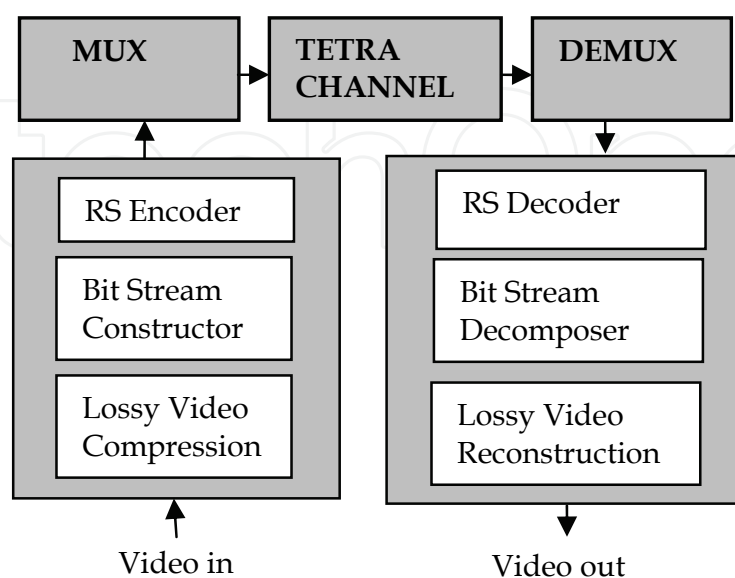 MUX
TETRA
CHANNEL
DEMUX
RS Encoder
Bit Stream
Constructor
Lossy Video
Compression
Video in
RS Decoder
Bit Stream
Decomposer
Lossy Video
Reconstruction
Video out